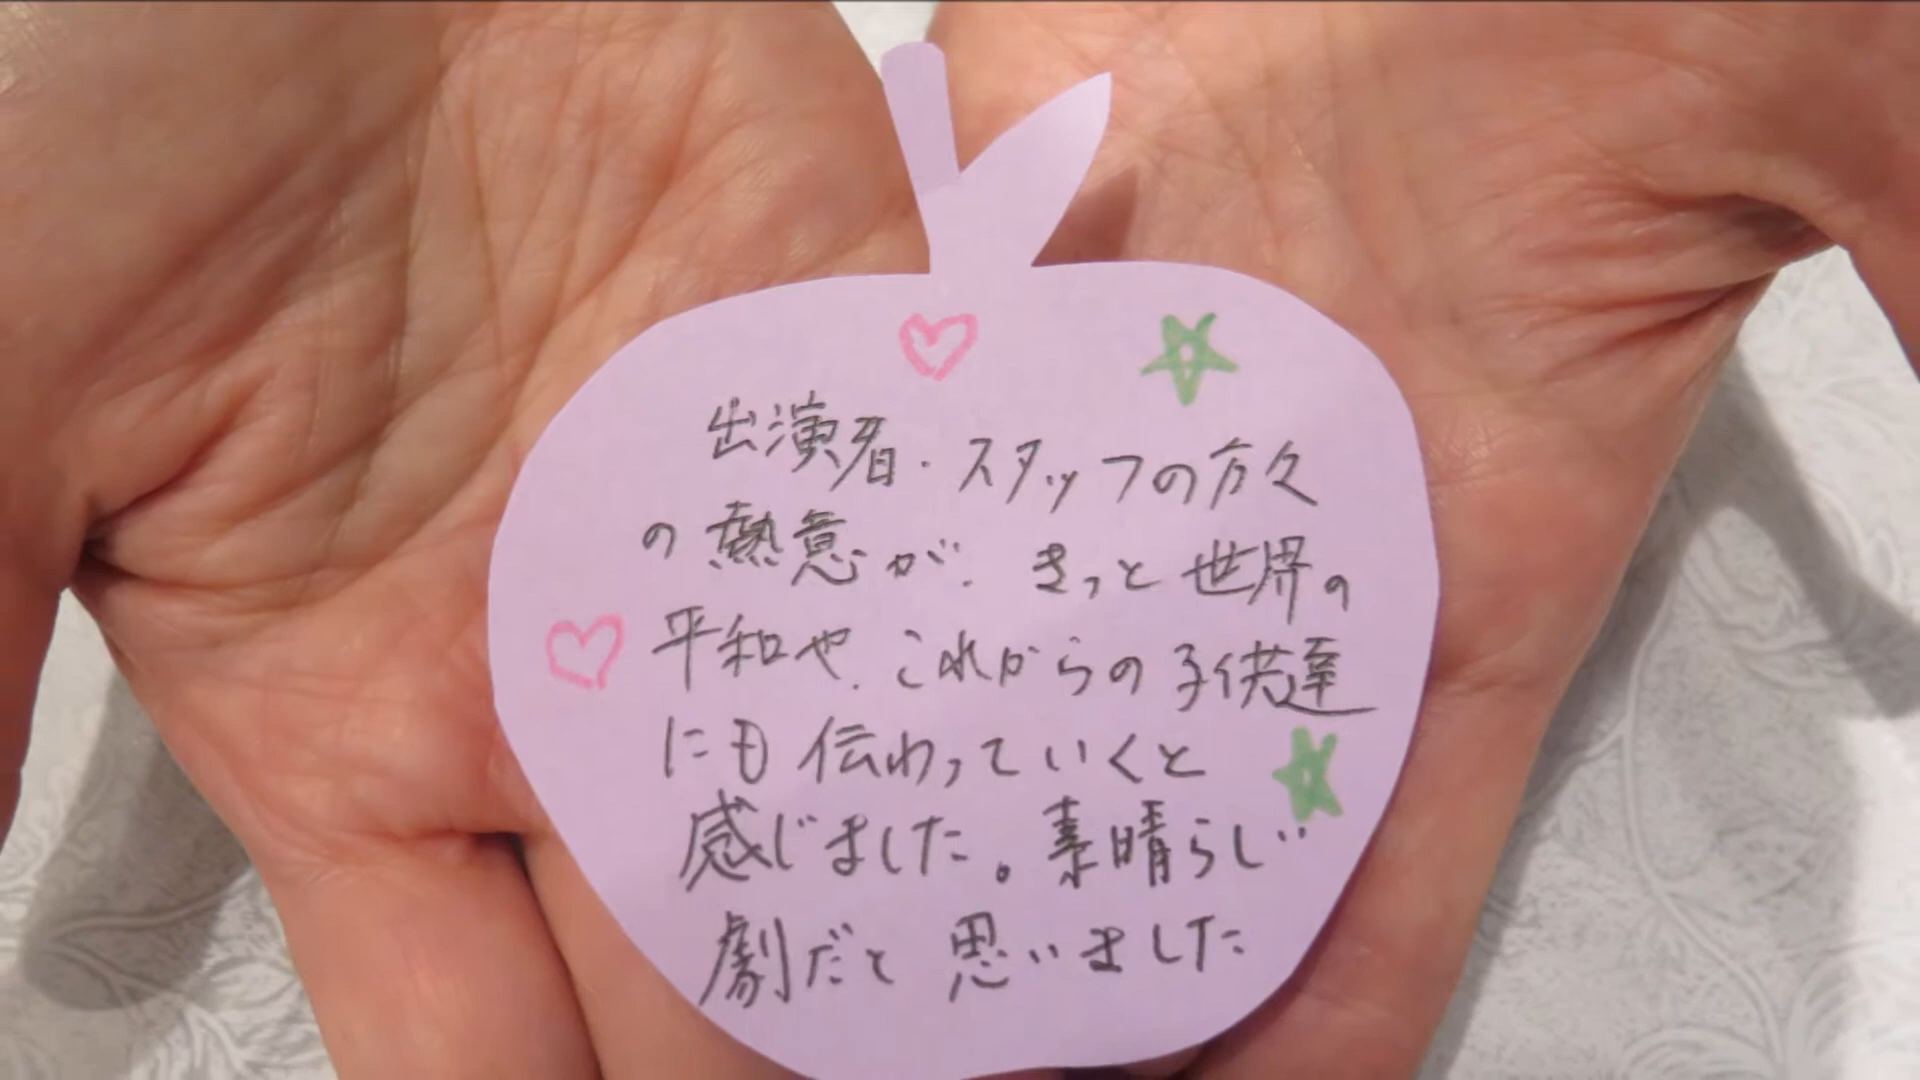 出演者・スタッフの方々
の熱意が、きっと世界の
平和や、これからの子供達
にも伝わっていくと
感じました。素晴らしい
劇だと思いました